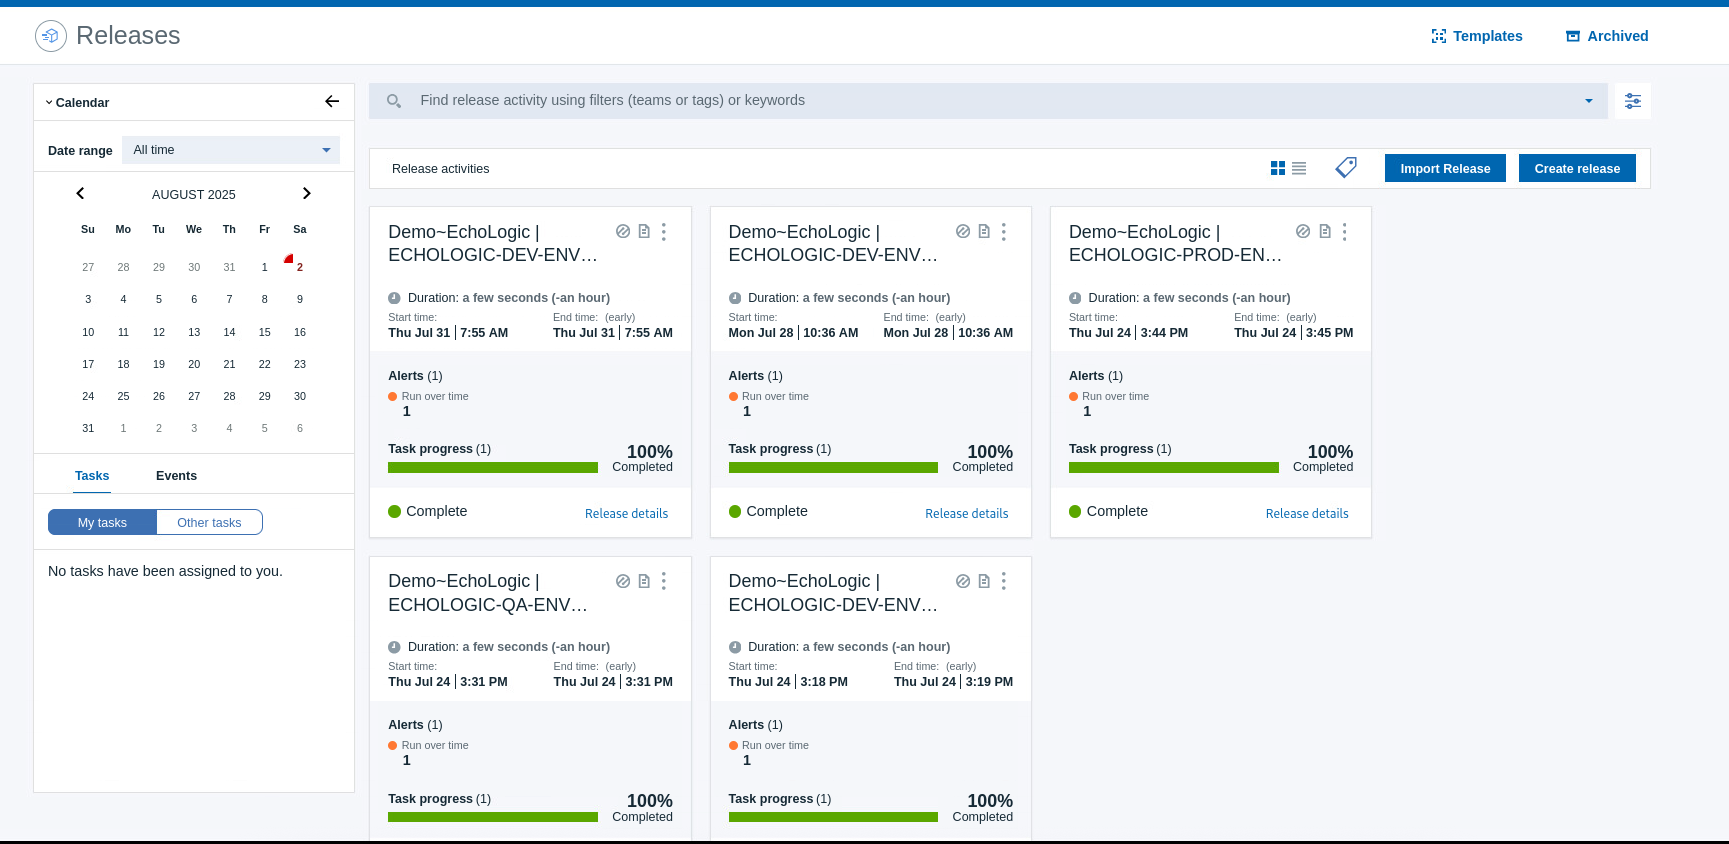 Releases
Templates
Archived
Calendar
Date range
All time
AUGUST 2025
Su Mo Tu We Th Fr Sa
27 28 29 30 31 1 2
3 4 5 6 7 8 9
10 11 12 13 14 15 16
17 18 19 20 21 22 23
24 25 26 27 28 29 30
31 1 2 3 4 5 6
Tasks
Events
My tasks
Other tasks
No tasks have been assigned to you.
Find release activity using filters (teams or tags) or keywords
Release activities
Import Release
Create release
Demo~EchoLogic |
ECHOLOGIC-DEV-ENV…
Duration: a few seconds (-an hour)
Start time:
Thu Jul 31 | 7:55 AM
End time: (early)
Thu Jul 31 | 7:55 AM
Alerts (1)
Run over time
1
Task progress (1)
100%
Completed
Complete
Release details
Demo~EchoLogic |
ECHOLOGIC-DEV-ENV…
Duration: a few seconds (-an hour)
Start time:
Mon Jul 28 | 10:36 AM
End time: (early)
Mon Jul 28 | 10:36 AM
Alerts (1)
Run over time
1
Task progress (1)
100%
Completed
Complete
Release details
Demo~EchoLogic |
ECHOLOGIC-PROD-EN…
Duration: a few seconds (-an hour)
Start time:
Thu Jul 24 | 3:44 PM
End time: (early)
Thu Jul 24 | 3:45 PM
Alerts (1)
Run over time
1
Task progress (1)
100%
Completed
Complete
Release details
Demo~EchoLogic |
ECHOLOGIC-QA-ENV…
Duration: a few seconds (-an hour)
Start time:
Thu Jul 24 | 3:31 PM
End time: (early)
Thu Jul 24 | 3:31 PM
Alerts (1)
Run over time
1
Task progress (1)
100%
Completed
Demo~EchoLogic |
ECHOLOGIC-DEV-ENV…
Duration: a few seconds (-an hour)
Start time:
Thu Jul 24 | 3:18 PM
End time: (early)
Thu Jul 24 | 3:19 PM
Alerts (1)
Run over time
1
Task progress (1)
100%
Completed